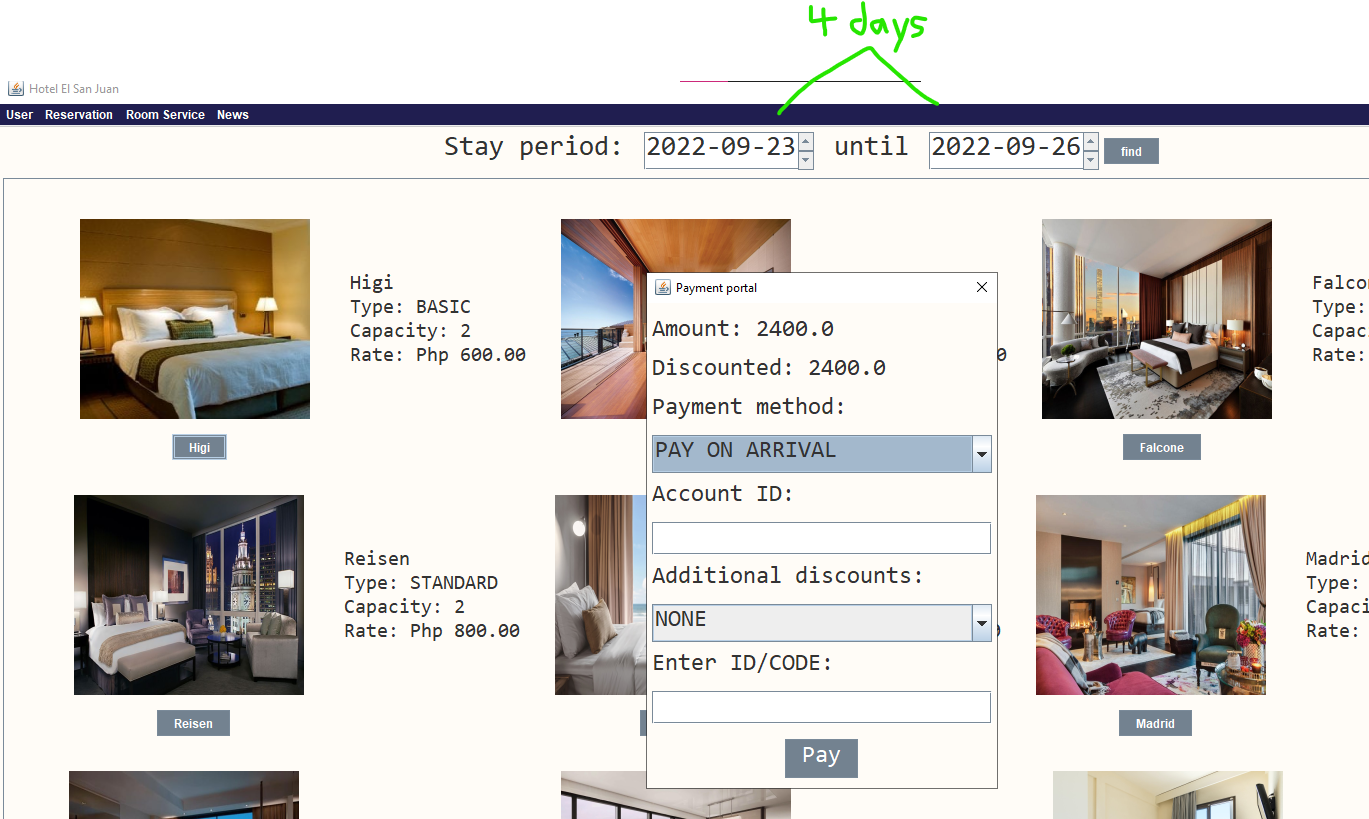 4 days
Hotel El San Juan
User Reservation Room Service News
Stay period: 2022-09-23 until 2022-09-26 find
Higi
Type: BASIC
Capacity: 2
Rate: Php 600.00
Higi
Payment portal
Amount: 2400.0
Discounted: 2400.0
Payment method:
PAY ON ARRIVAL
Account ID:
Additional discounts:
NONE
Enter ID/CODE:
Pay
0
Falco
Type:
Capac
Rate:
Falcone
Reisen
Type: STANDARD
Capacity: 2
Rate: Php 800.00
Reisen
Madrid
Type:
Capaci
Rate:
Madrid